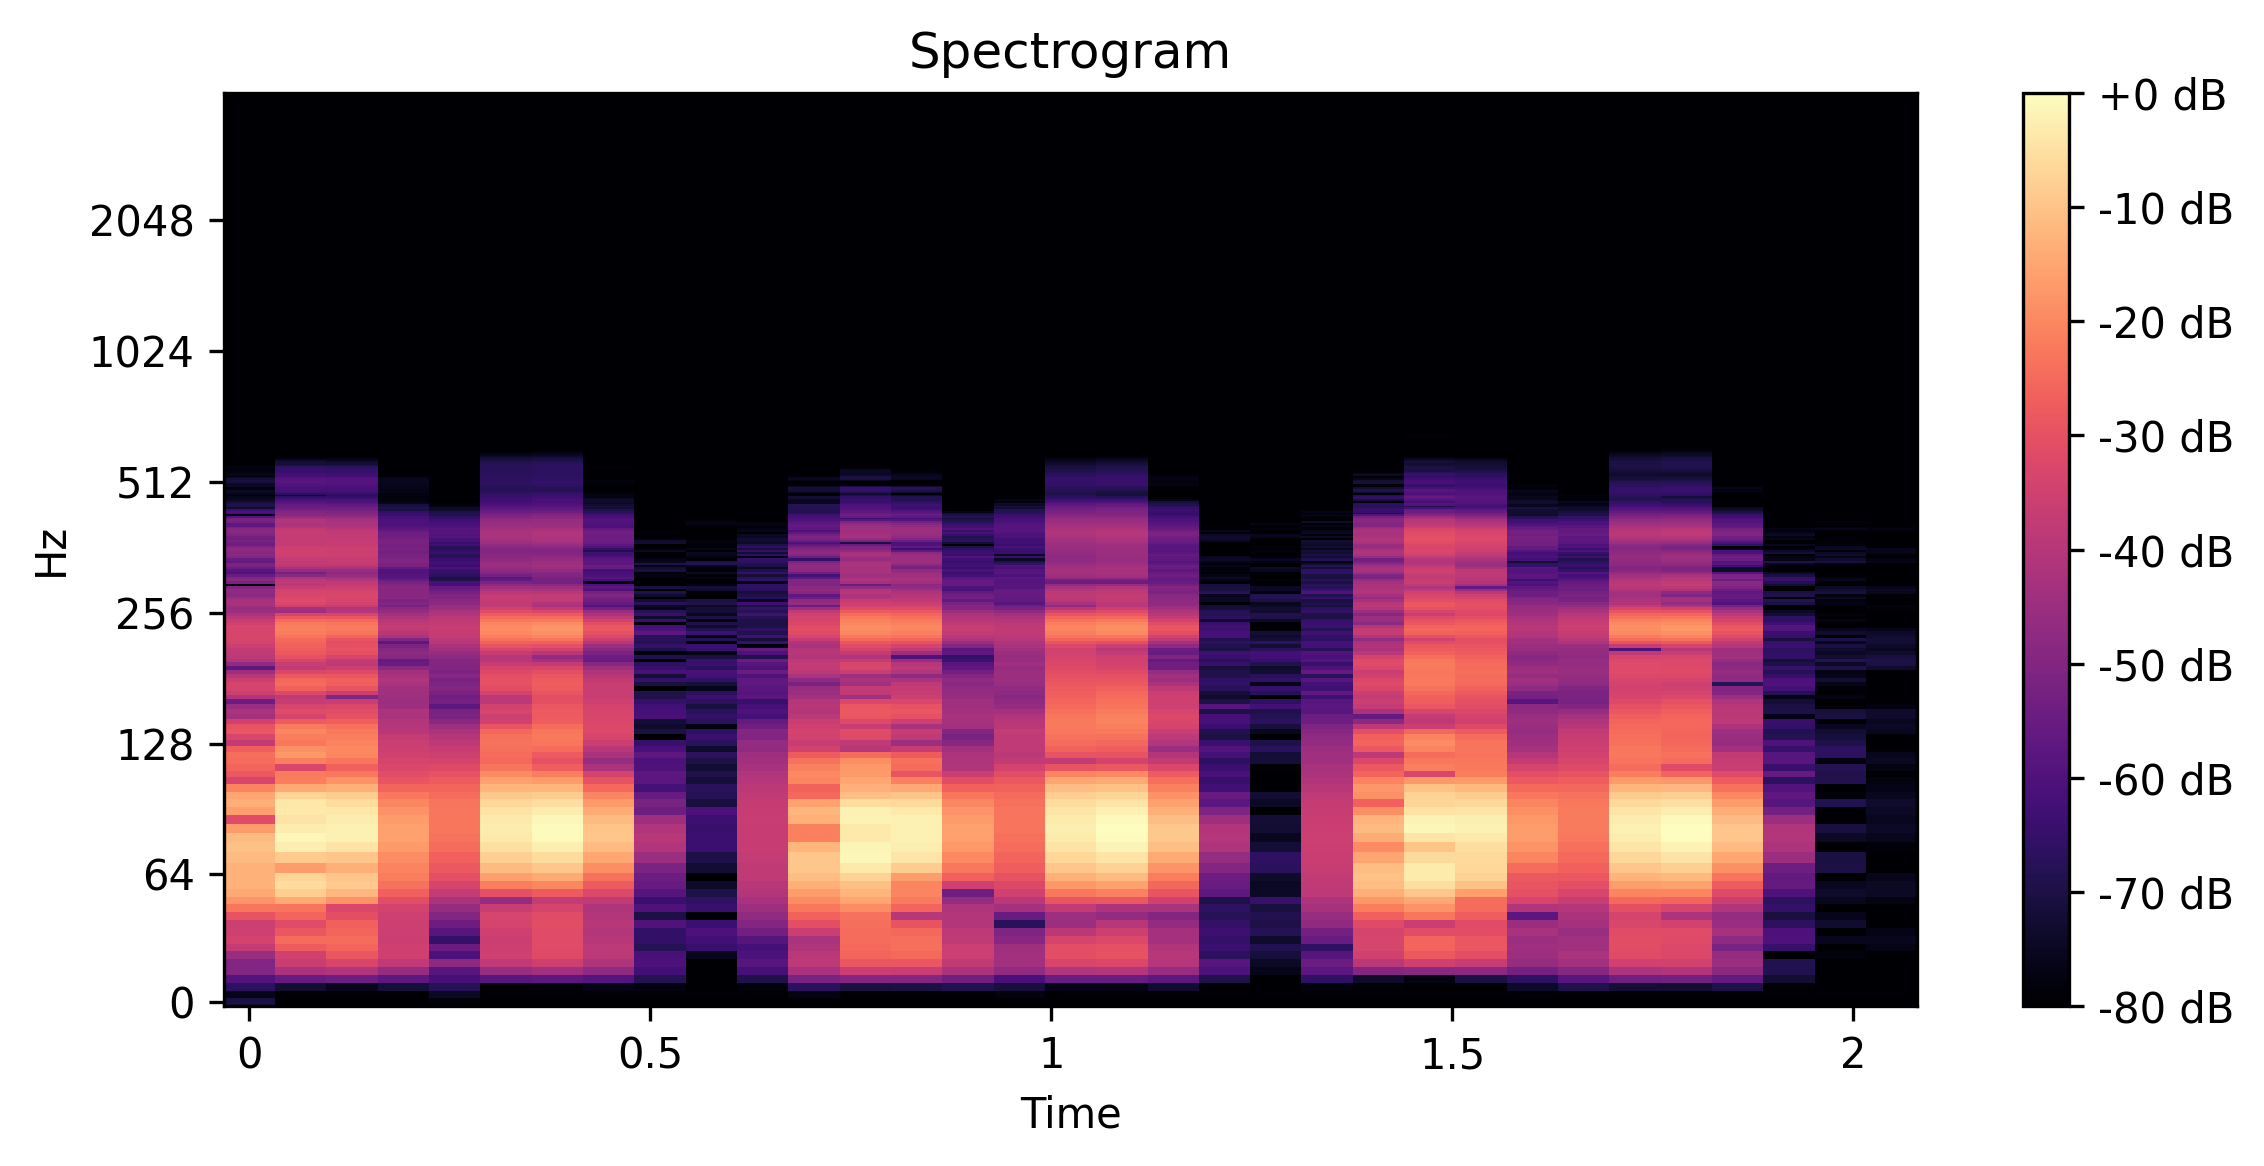 Spectrogram
Hz
2048
1024
512
256
128
64
0
0 0.5 1 1.5 2
Time
+0 dB
-10 dB
-20 dB
-30 dB
-40 dB
-50 dB
-60 dB
-70 dB
-80 dB